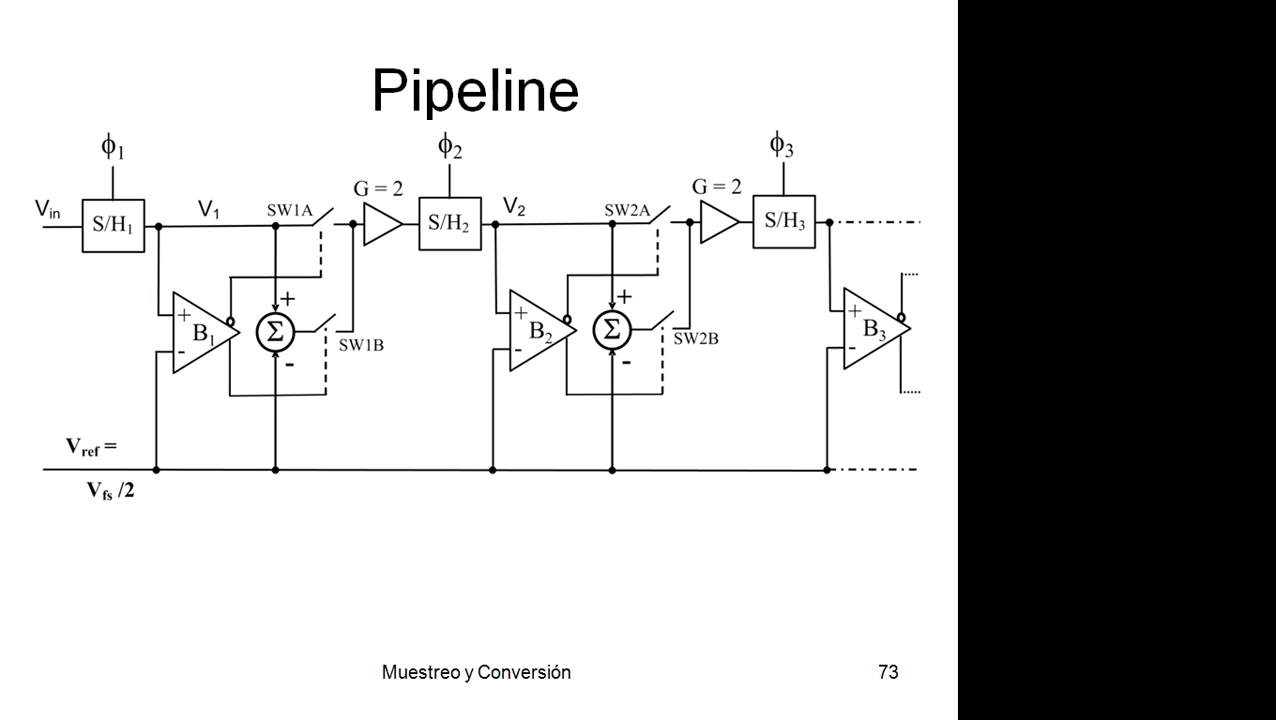 Pipeline
ϕ1
ϕ2
ϕ3
G = 2
G = 2
Vin
S/H1
V1
SW1A
S/H2
V2
SW2A
S/H3
+
B1
-
+
Σ
-
SW1B
+
B2
-
+
Σ
-
SW2B
+
B3
-
Vref =
Vfs /2
Muestreo y Conversión
73